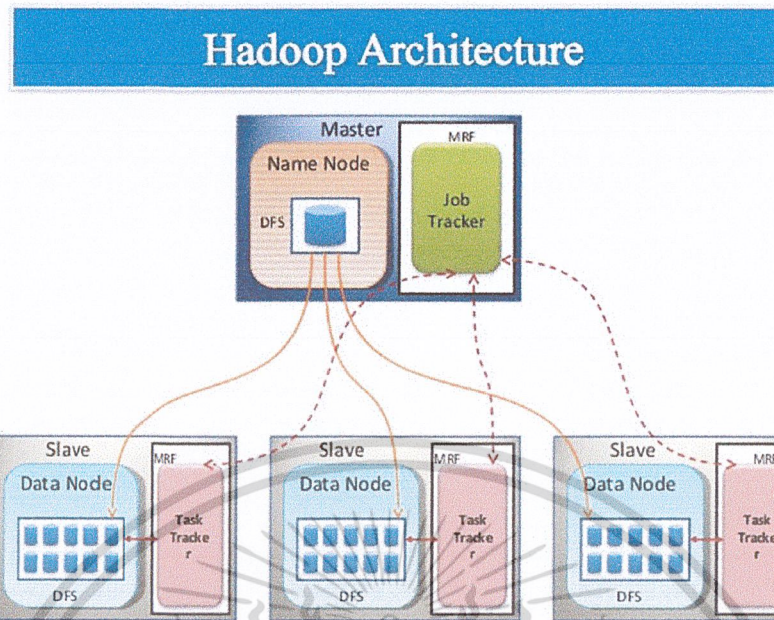 Hadoop Architecture
Master
MRF
Name Node
DFS
Job
Tracker
Slave
MRF
Data Node
Task
Tracke
r
DFS
Slave
MRF
Data Node
Task
Tracke
r
DFS
Slave
MRF
Data Node
Task
Tracke
r
DFS